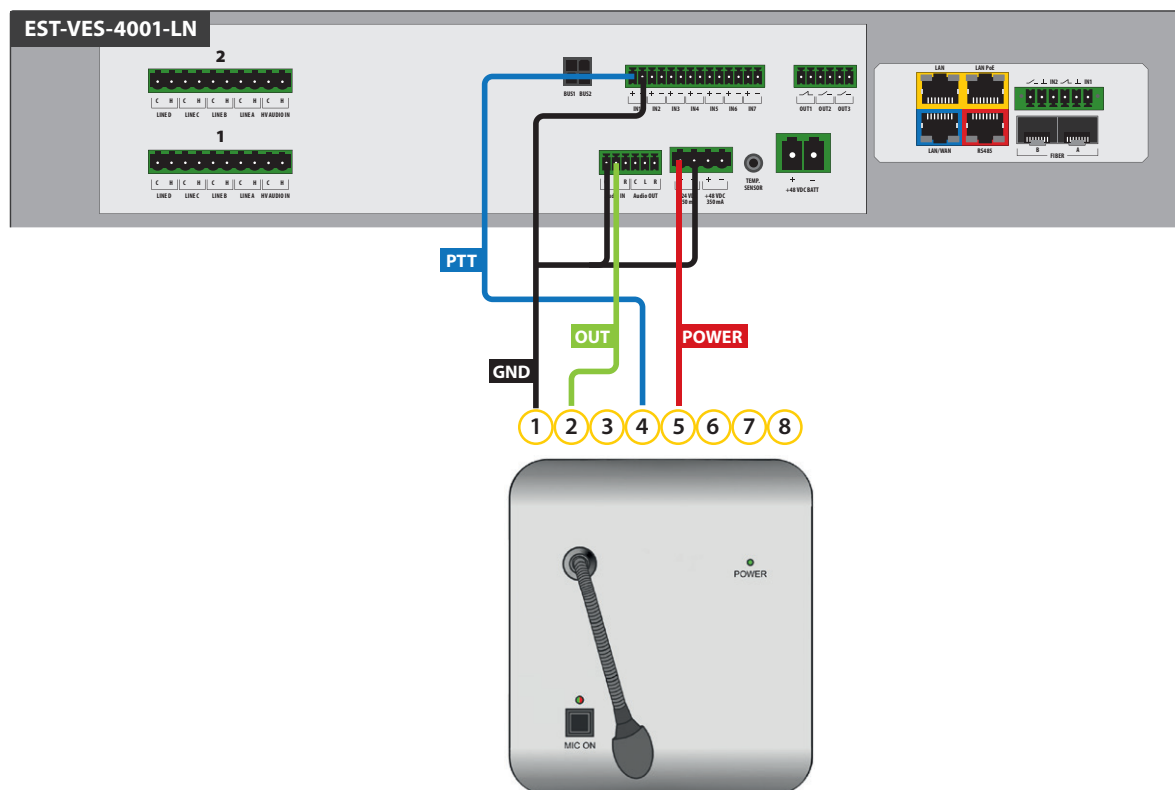 EST-VES-4001-LN
2
C H C H C H C H C H
LINE D LINE C LINE B LINE A HV AUDIO IN
1
C H C H C H C H C H
LINE D LINE C LINE B LINE A HV AUDIO IN
BUS1 BUS2
+ − + − + − + − + − + − + −
IN1 IN2 IN3 IN4 IN5 IN6 IN7
OUT1 OUT2 OUT3
R C L R
IN Audio OUT
+ −
+48 VDC
350 mA
TEMP.
SENSOR
+ −
+48 VDC BATT
LAN LAN PoE
LAN/WAN RS485
IN2 IN1
B A
FIBER
PTT
OUT
POWER
GND
1 2 3 4 5 6 7 8
POWER
MIC ON